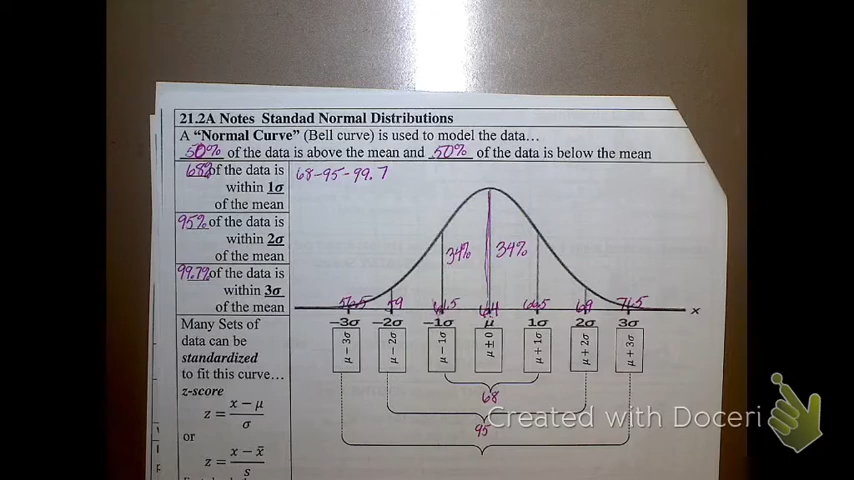 21.2A Notes Standad Normal Distributions
A “Normal Curve” (Bell curve) is used to model the data…
50% of the data is above the mean and 50% of the data is below the mean
68% of the data is
within 1σ
of the mean
68-95-99.7
95% of the data is
within 2σ
of the mean
99.7% of the data is
within 3σ
of the mean
34% 34%
56.5 59 61.5 64 66.5 69 71.5
x
−3σ −2σ −1σ μ 1σ 2σ 3σ
μ − 3σ μ − 2σ μ − 1σ μ ± 0 μ + 1σ μ + 2σ μ + 3σ
68
95
Many Sets of
data can be
standardized
to fit this curve…
z-score
z = x − μ / σ
or
z = x − x̄ / s
Created with Doceri